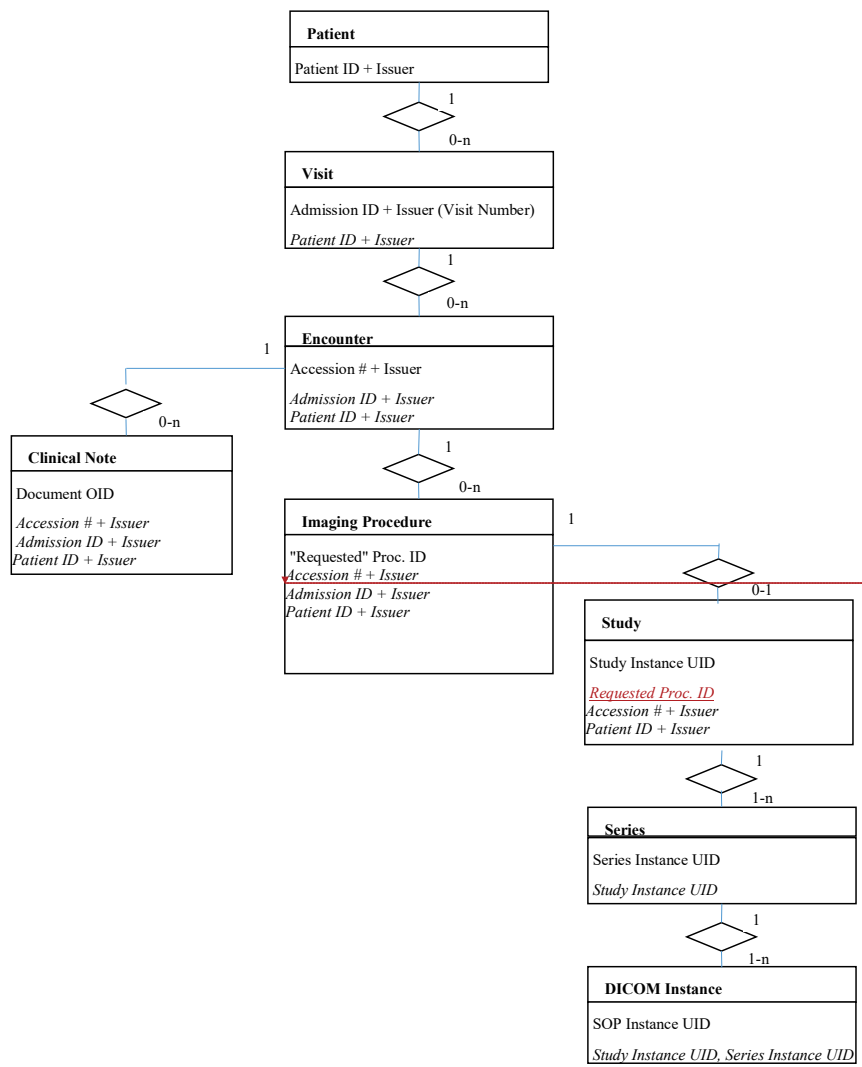 Patient
Patient ID + Issuer
1
0-n
Visit
Admission ID + Issuer (Visit Number)
Patient ID + Issuer
1
0-n
Encounter
Accession # + Issuer
Admission ID + Issuer
Patient ID + Issuer
1
0-n
Clinical Note
Document OID
Accession # + Issuer
Admission ID + Issuer
Patient ID + Issuer
1
0-n
Imaging Procedure
"Requested" Proc. ID
Accession # + Issuer
Admission ID + Issuer
Patient ID + Issuer
1
0-1
Study
Study Instance UID
Requested Proc. ID
Accession # + Issuer
Patient ID + Issuer
1
1-n
Series
Series Instance UID
Study Instance UID
1
1-n
DICOM Instance
SOP Instance UID
Study Instance UID, Series Instance UID